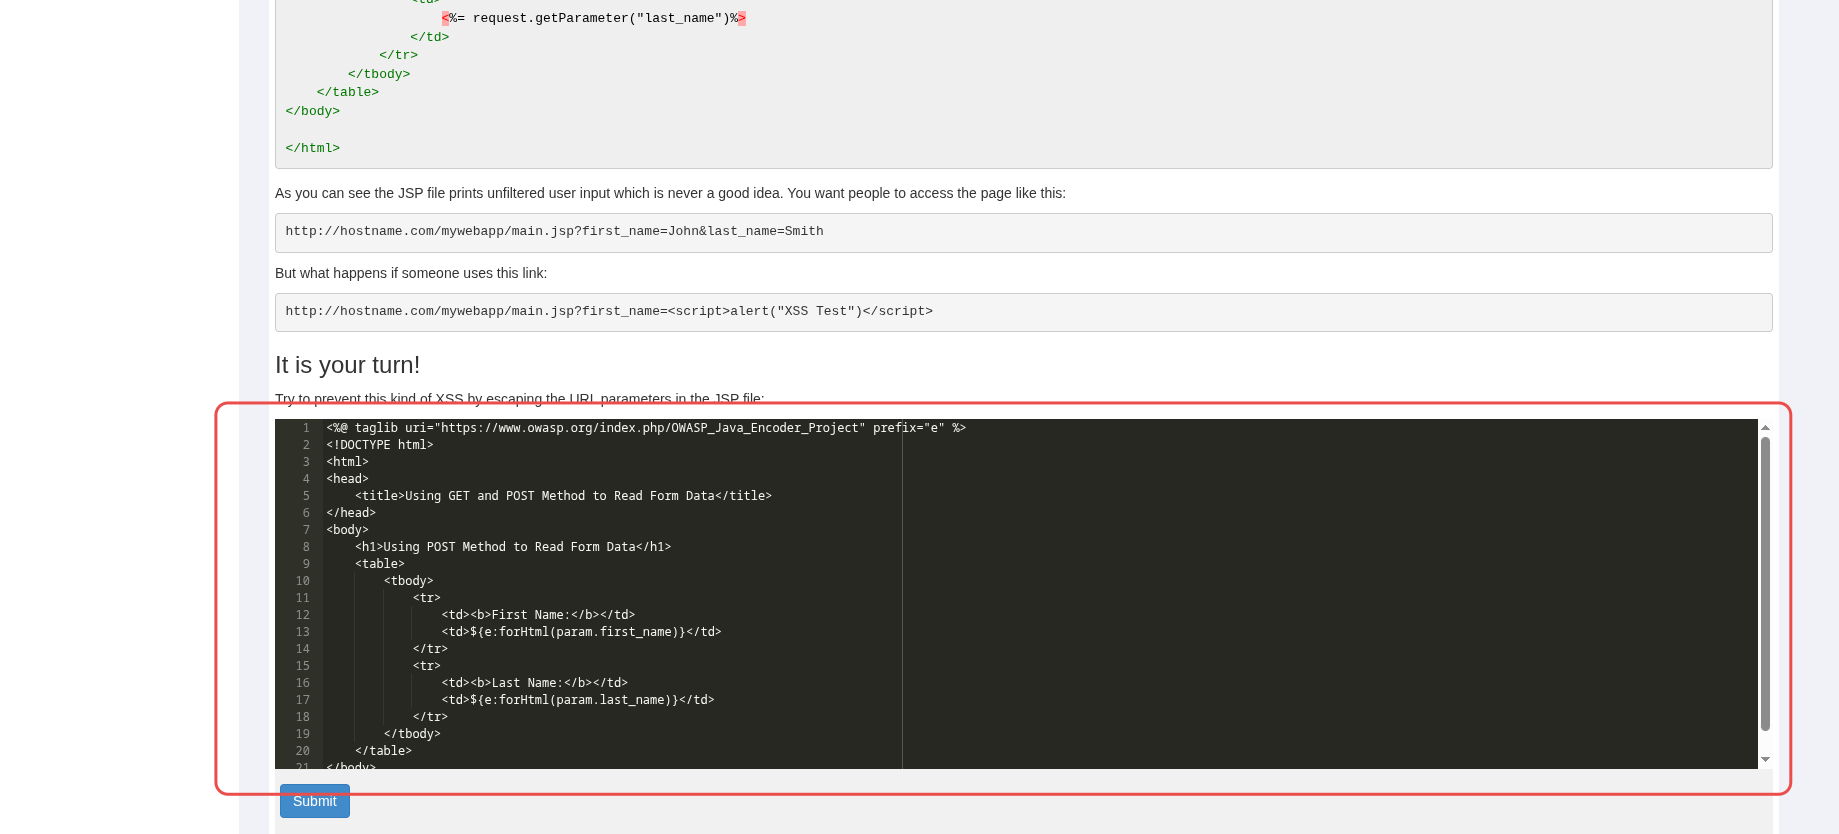 <td>
<%= request.getParameter("last_name")%>
</td>
</tr>
</tbody>
</table>
</body>
</html>
As you can see the JSP file prints unfiltered user input which is never a good idea. You want people to access the page like this:
http://hostname.com/mywebapp/main.jsp?first_name=John&last_name=Smith
But what happens if someone uses this link:
http://hostname.com/mywebapp/main.jsp?first_name=<script>alert("XSS Test")</script>
It is your turn!
Try to prevent this kind of XSS by escaping the URL parameters in the JSP file:
1 <%@ taglib uri="https://www.owasp.org/index.php/OWASP_Java_Encoder_Project" prefix="e" %>
2 <!DOCTYPE html>
3 <html>
4 <head>
5 <title>Using GET and POST Method to Read Form Data</title>
6 </head>
7 <body>
8 <h1>Using POST Method to Read Form Data</h1>
9 <table>
10 <tbody>
11 <tr>
12 <td><b>First Name:</b></td>
13 <td>${e:forHtml(param.first_name)}</td>
14 </tr>
15 <tr>
16 <td><b>Last Name:</b></td>
17 <td>${e:forHtml(param.last_name)}</td>
18 </tr>
19 </tbody>
20 </table>
21 </body>
Submit